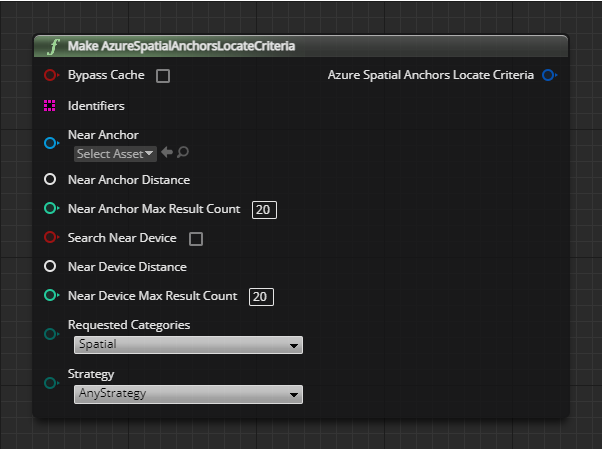 f Make AzureSpatialAnchorsLocateCriteria
Bypass Cache
Azure Spatial Anchors Locate Criteria
Identifiers
Near Anchor
Select Asset
Near Anchor Distance
Near Anchor Max Result Count 20
Search Near Device
Near Device Distance
Near Device Max Result Count 20
Requested Categories
Spatial
Strategy
AnyStrategy